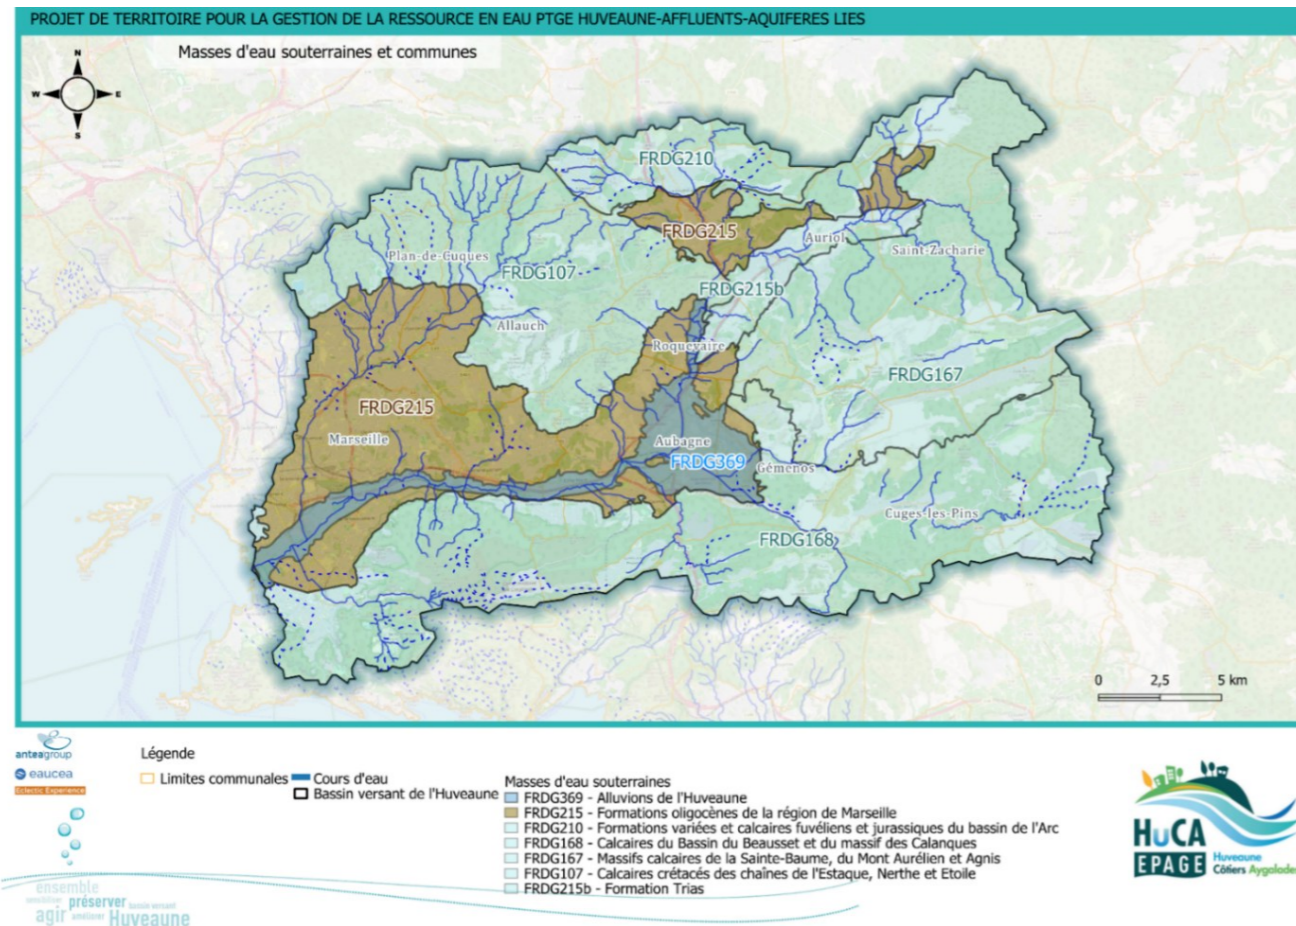 PROJET DE TERRITOIRE POUR LA GESTION DE LA RESSOURCE EN EAU PTGE HUVEAUNE-AFFLUENTS-AQUIFERES LIES
Masses d'eau souterraines et communes
N
W E
S
FRDG210
FRDG215
Auriol
Saint-Zacharie
Plan-de-Cuques
FRDG107
FRDG215b
Allauch
Roquevaire
FRDG167
FRDG215
Marseille
Aubagne
FRDG369
Gémenos
Cuges-les-Pins
FRDG168
0 2,5 5 km
anteagroup
eaucea
Eclectic Experience
Légende
Limites communales
Cours d'eau
Bassin versant de l'Huveaune
Masses d'eau souterraines
FRDG369 - Alluvions de l'Huveaune
FRDG215 - Formations oligocènes de la région de Marseille
FRDG210 - Formations variées et calcaires fuvéliens et jurassiques du bassin de l'Arc
FRDG168 - Calcaires du Bassin du Beausset et du massif des Calanques
FRDG167 - Massifs calcaires de la Sainte-Baume, du Mont Aurélien et Agnis
FRDG107 - Calcaires crétacés des chaînes de l'Estaque, Nerthe et Etoile
FRDG215b - Formation Trias
HuCA
EPAGE
Huveaune
Côtiers Aygalades
ensemble
sensibiliser préserver bassin versant
agir améliorer Huveaune